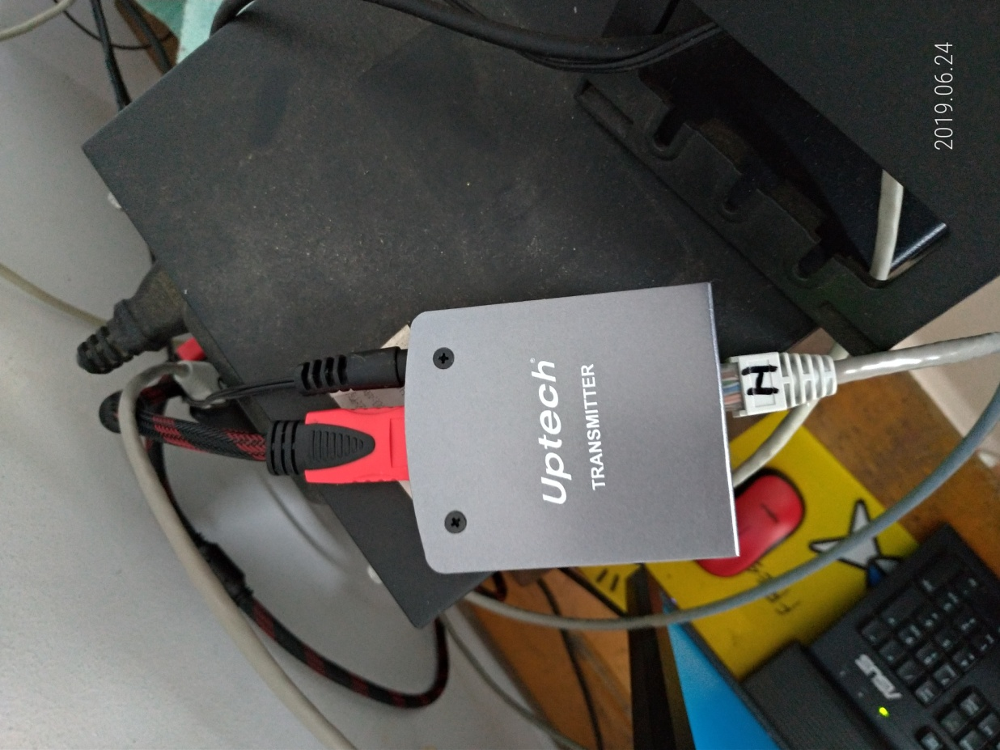 2019.06.24
Uptech®
TRANSMITTER
H
ASUS